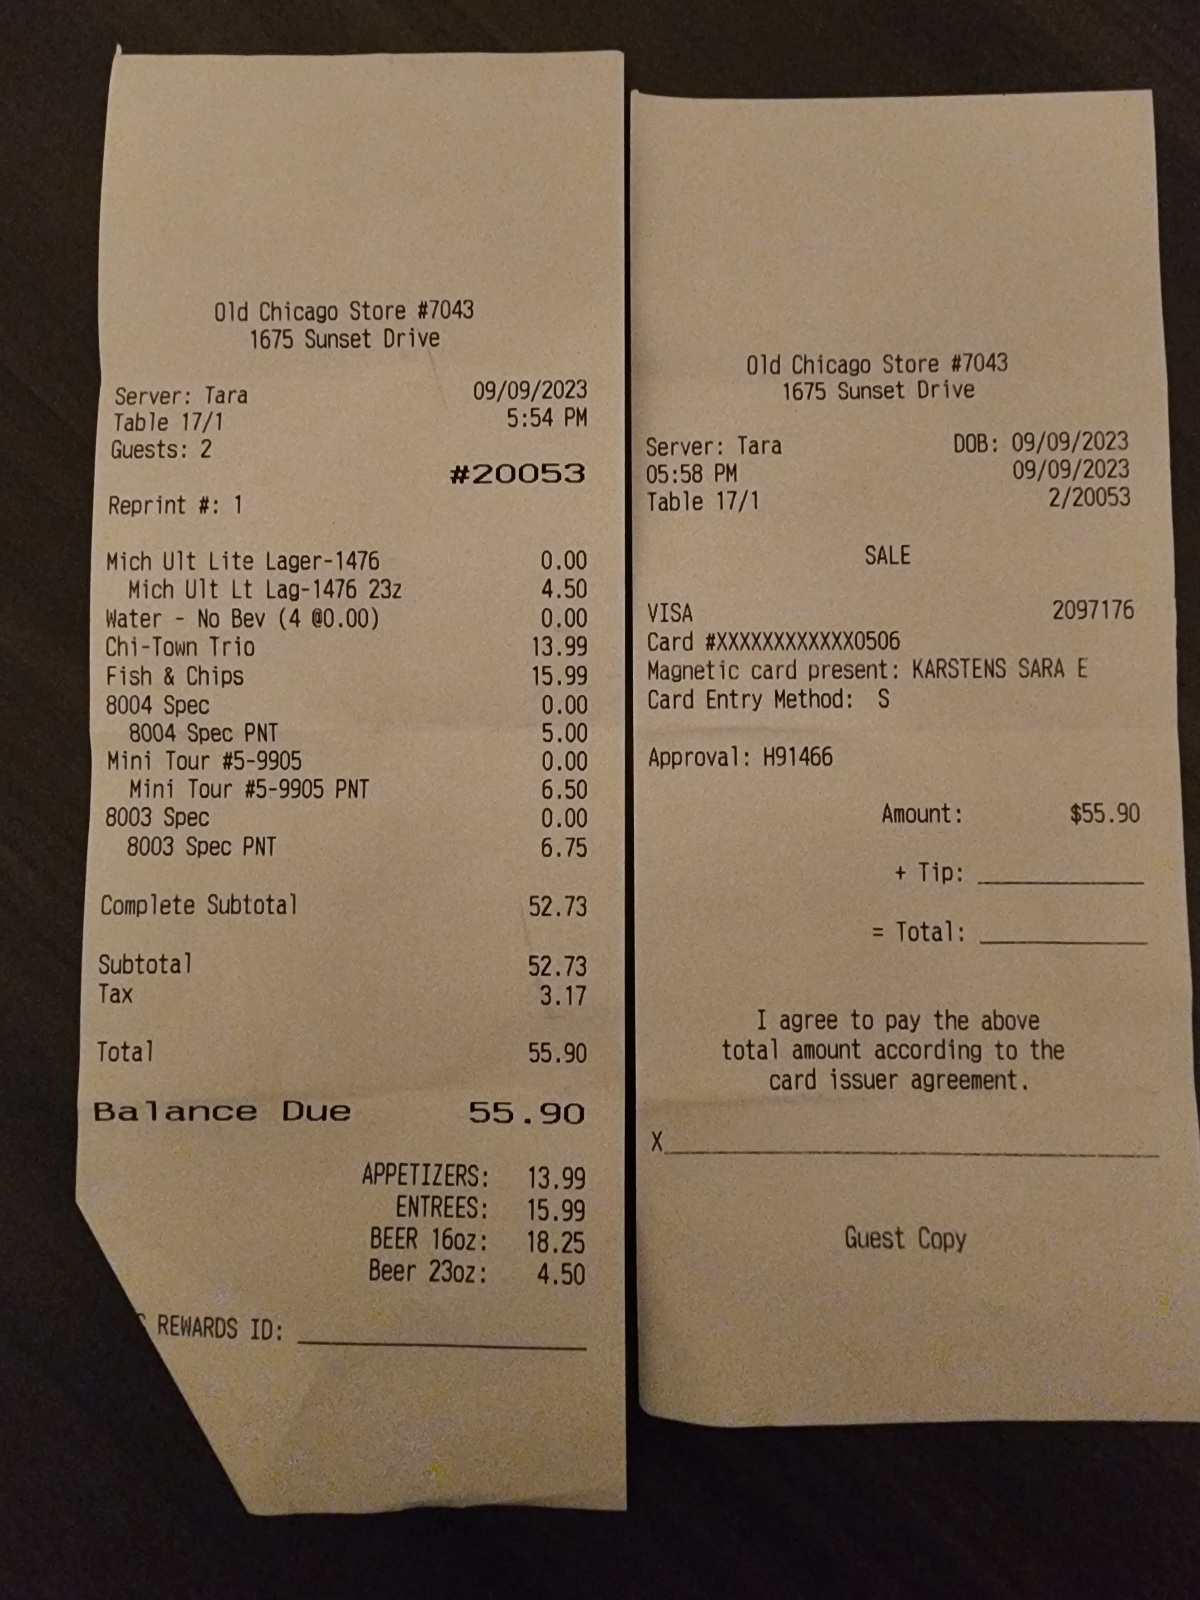 Old Chicago Store #7043
1675 Sunset Drive
Server: Tara 09/09/2023
Table 17/1 5:54 PM
Guests: 2
#20053
Reprint #: 1
Mich Ult Lite Lager-1476 0.00
Mich Ult Lt Lag-1476 23z 4.50
Water - No Bev (4 @0.00) 0.00
Chi-Town Trio 13.99
Fish & Chips 15.99
8004 Spec 0.00
8004 Spec PNT 5.00
Mini Tour #5-9905 0.00
Mini Tour #5-9905 PNT 6.50
8003 Spec 0.00
8003 Spec PNT 6.75
Complete Subtotal 52.73
Subtotal 52.73
Tax 3.17
Total 55.90
Balance Due 55.90
APPETIZERS: 13.99
ENTREES: 15.99
BEER 16oz: 18.25
Beer 23oz: 4.50
REWARDS ID:
Old Chicago Store #7043
1675 Sunset Drive
Server: Tara DOB: 09/09/2023
05:58 PM 09/09/2023
Table 17/1 2/20053
SALE
VISA 2097176
Card #XXXXXXXXXXXX0506
Magnetic card present: KARSTENS SARA E
Card Entry Method: S
Approval: H91466
Amount: $55.90
+ Tip:
= Total:
I agree to pay the above
total amount according to the
card issuer agreement.
X
Guest Copy